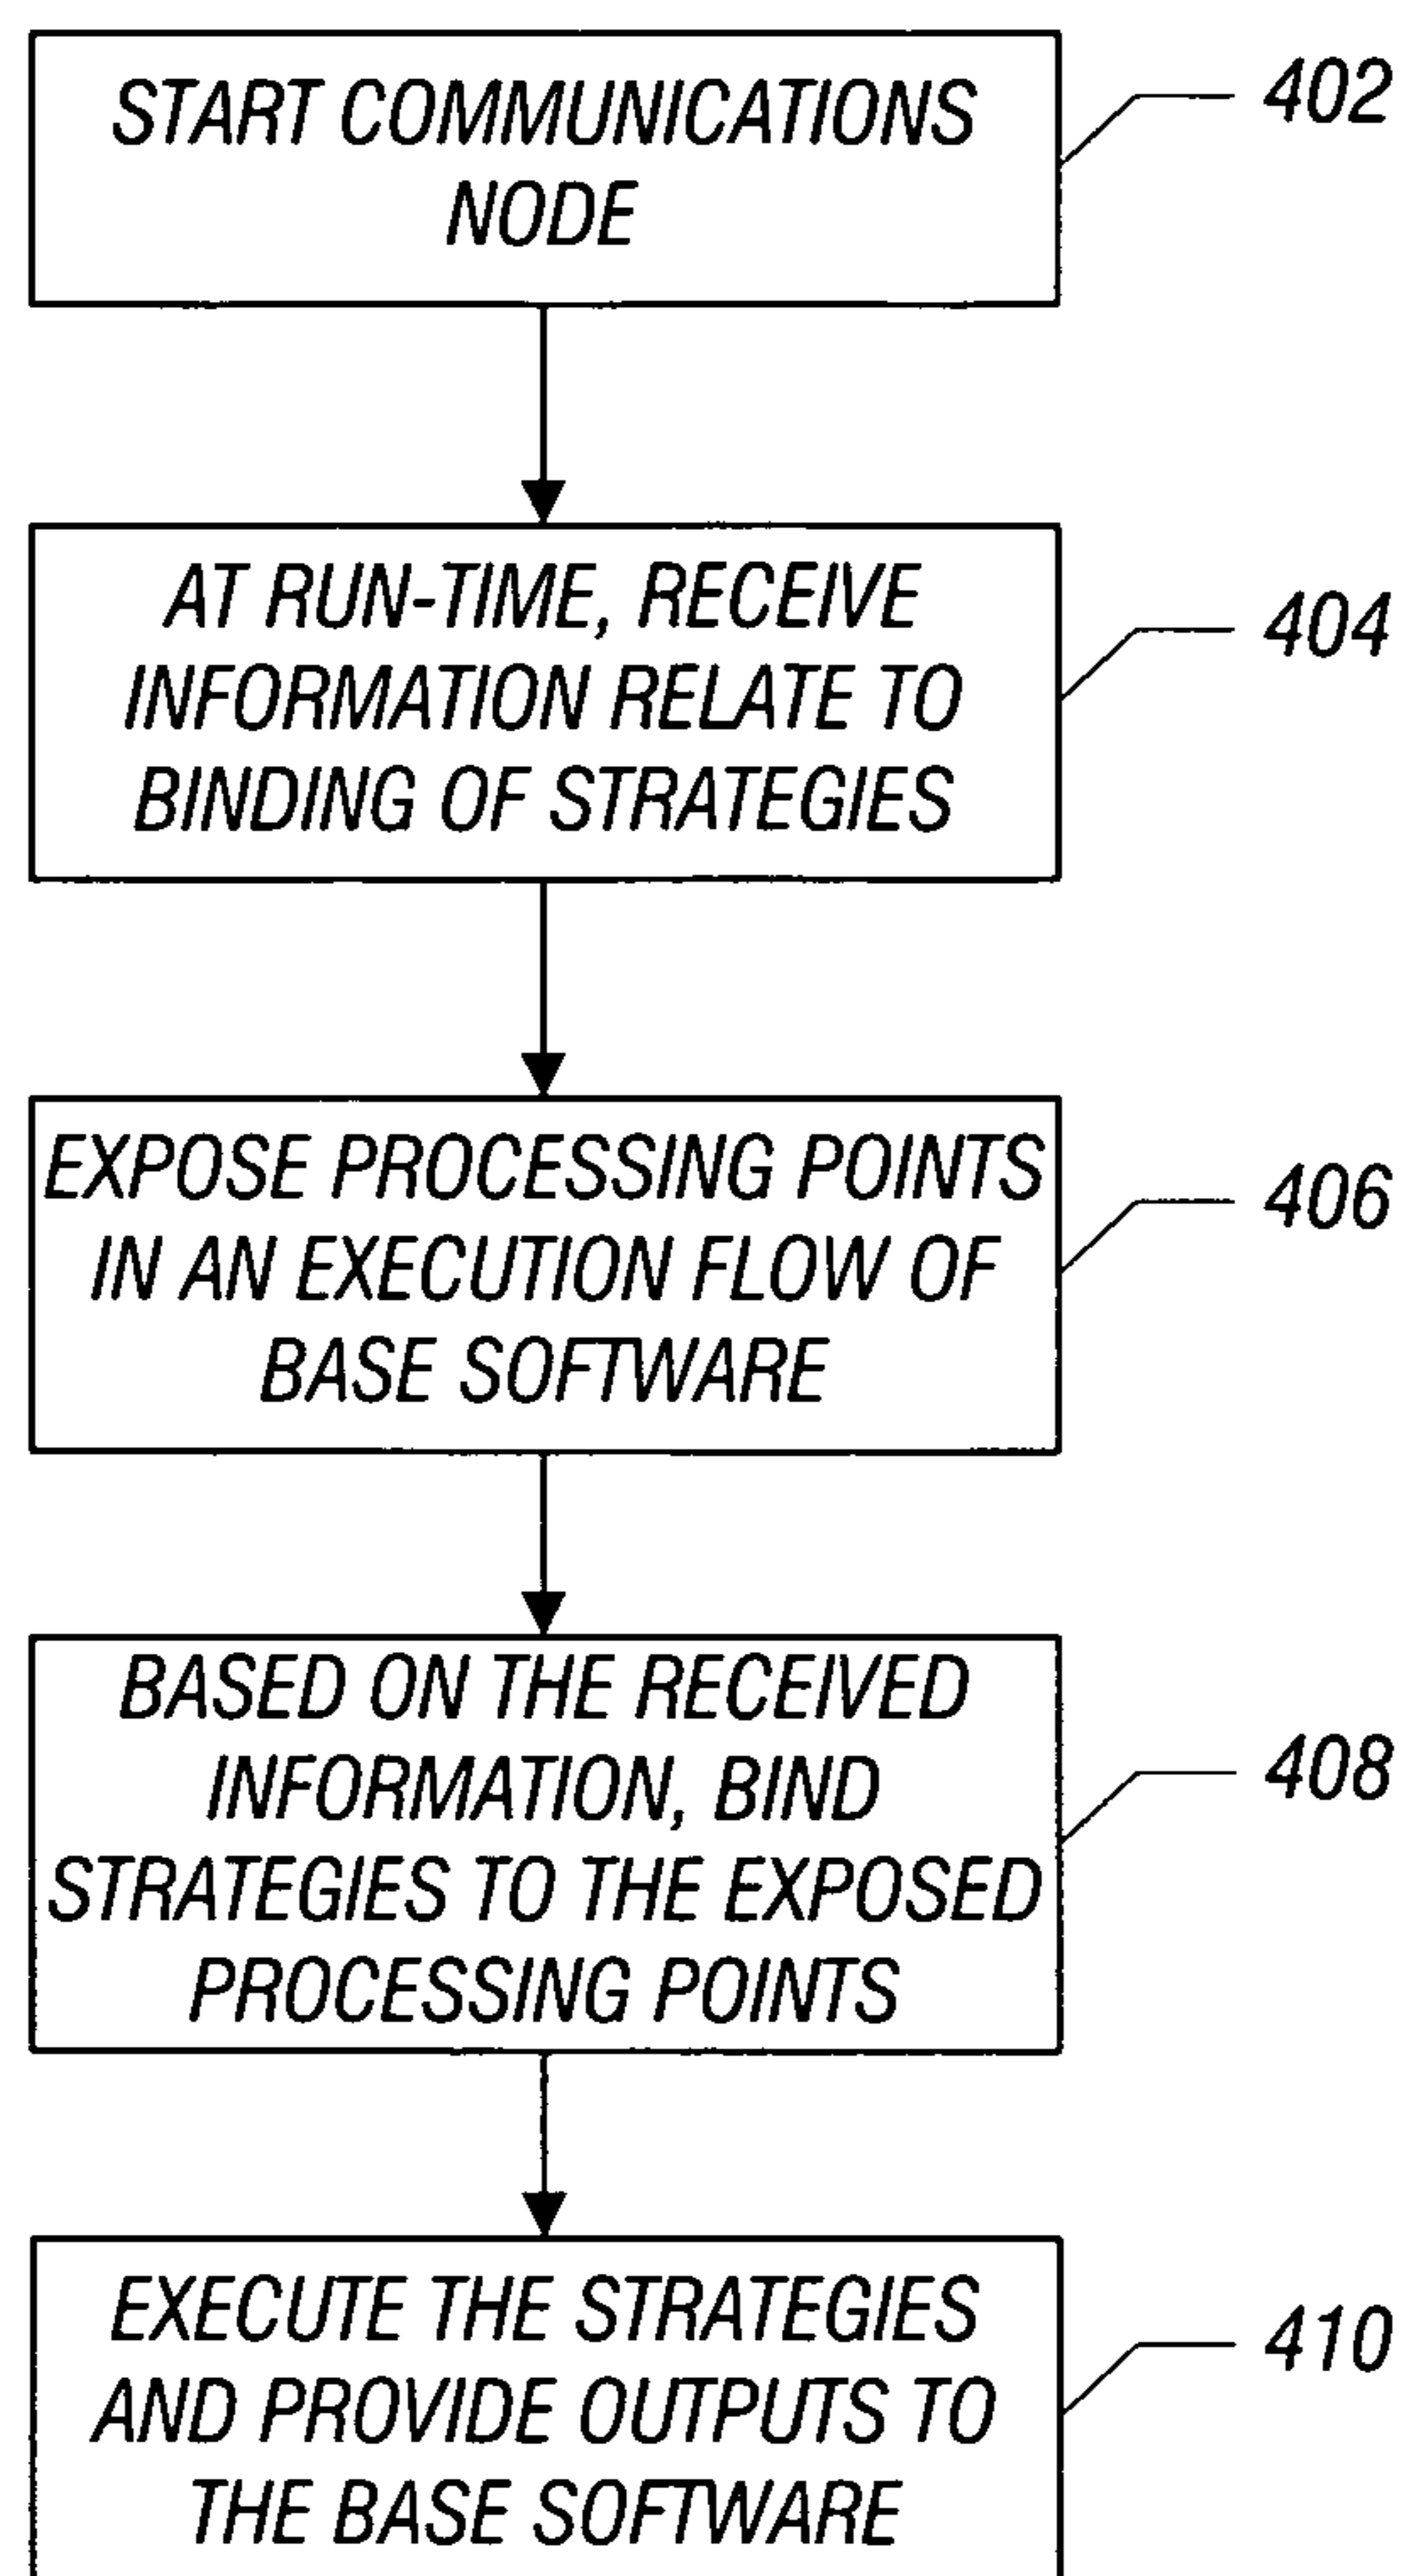 START COMMUNICATIONS
NODE
402
AT RUN-TIME, RECEIVE
INFORMATION RELATE TO
BINDING OF STRATEGIES
404
EXPOSE PROCESSING POINTS
IN AN EXECUTION FLOW OF
BASE SOFTWARE
406
BASED ON THE RECEIVED
INFORMATION, BIND
STRATEGIES TO THE EXPOSED
PROCESSING POINTS
408
EXECUTE THE STRATEGIES
AND PROVIDE OUTPUTS TO
THE BASE SOFTWARE
410